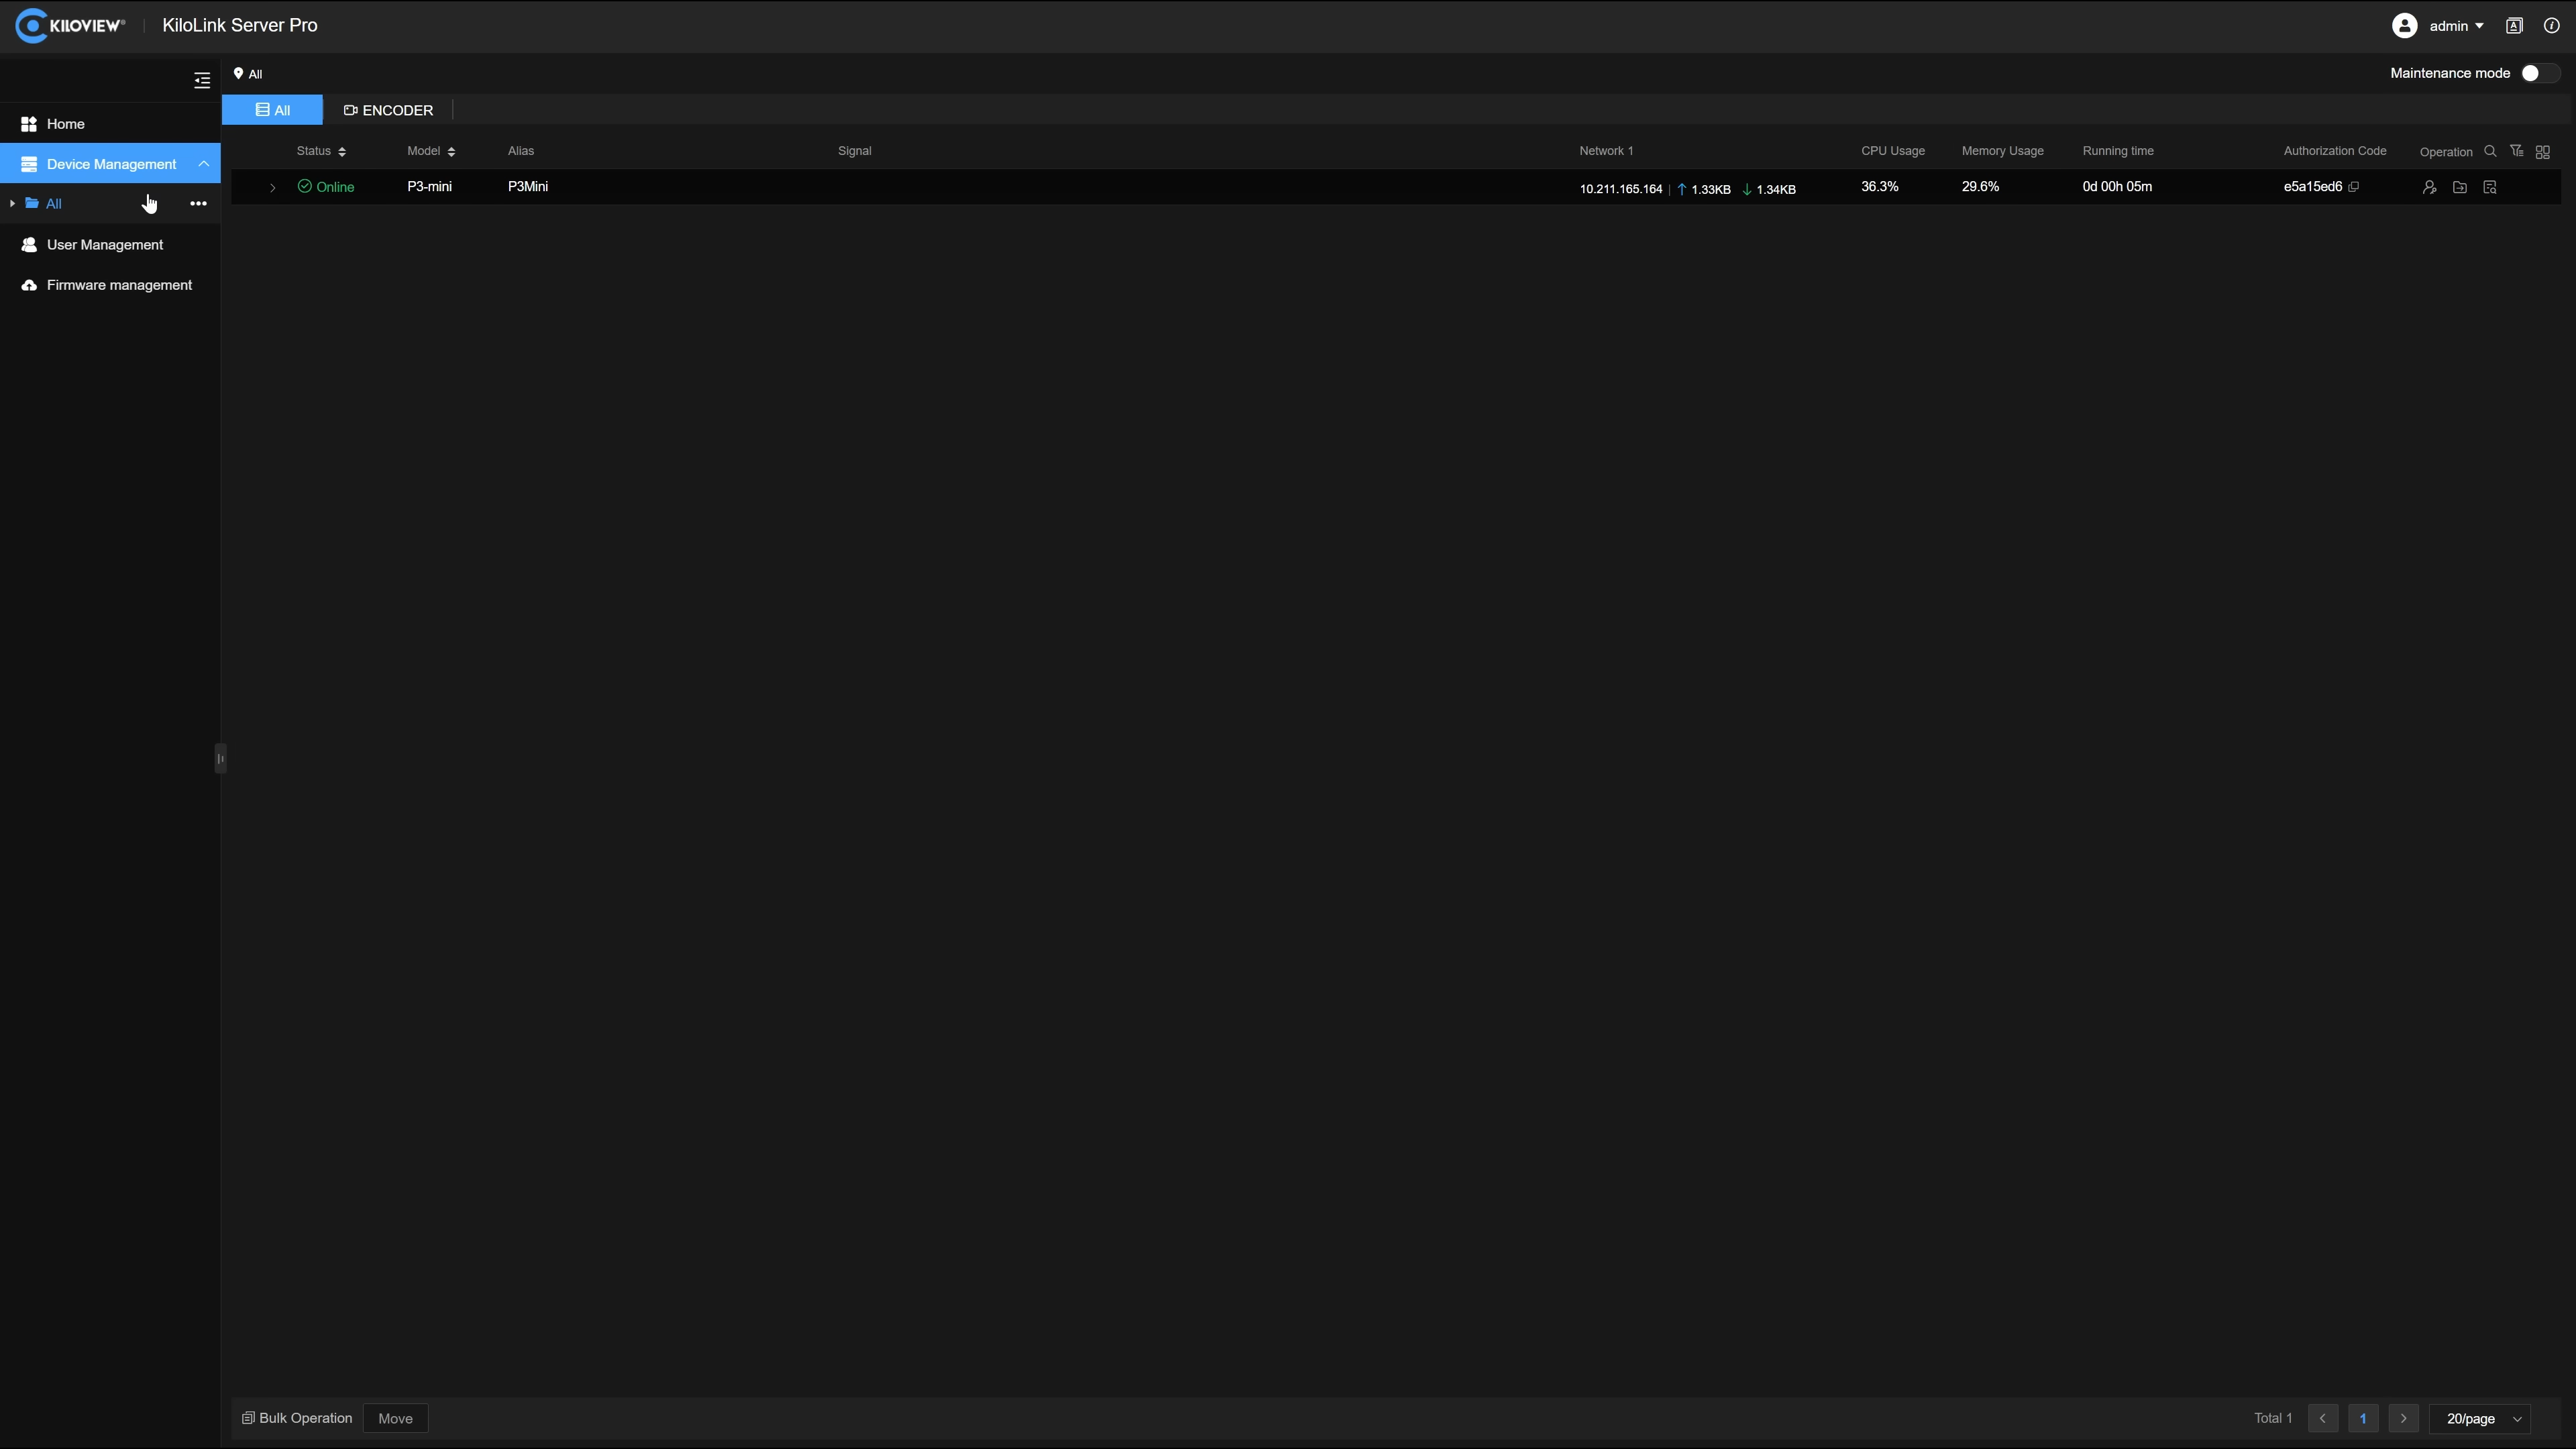 KILOVIEW® KiloLink Server Pro admin
All Maintenance mode
All ENCODER
Home
Device Management
All
User Management
Firmware management
Status Model Alias Signal Network 1 CPU Usage Memory Usage Running time Authorization Code Operation
Online P3-mini P3Mini 10.211.165.164 ↑ 1.33KB ↓ 1.34KB 36.3% 29.6% 0d 00h 05m e5a15ed6
Bulk Operation Move Total 1 < 1 > 20/page